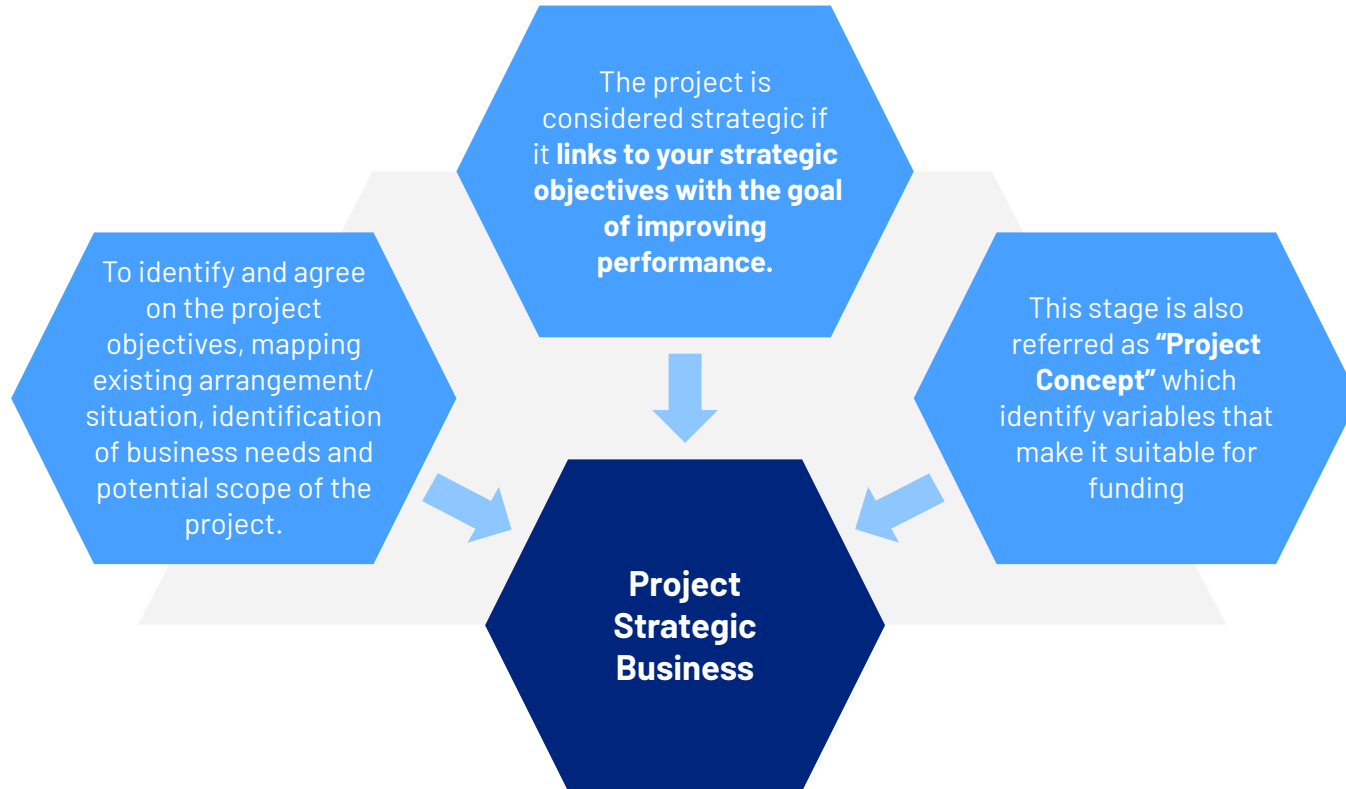 The project is
considered strategic if
it links to your strategic
objectives with the goal
of improving
performance.
To identify and agree
on the project
objectives, mapping
existing arrangement/
situation, identification
of business needs and
potential scope of the
project.
This stage is also
referred as “Project
Concept” which
identify variables that
make it suitable for
funding
Project
Strategic
Business